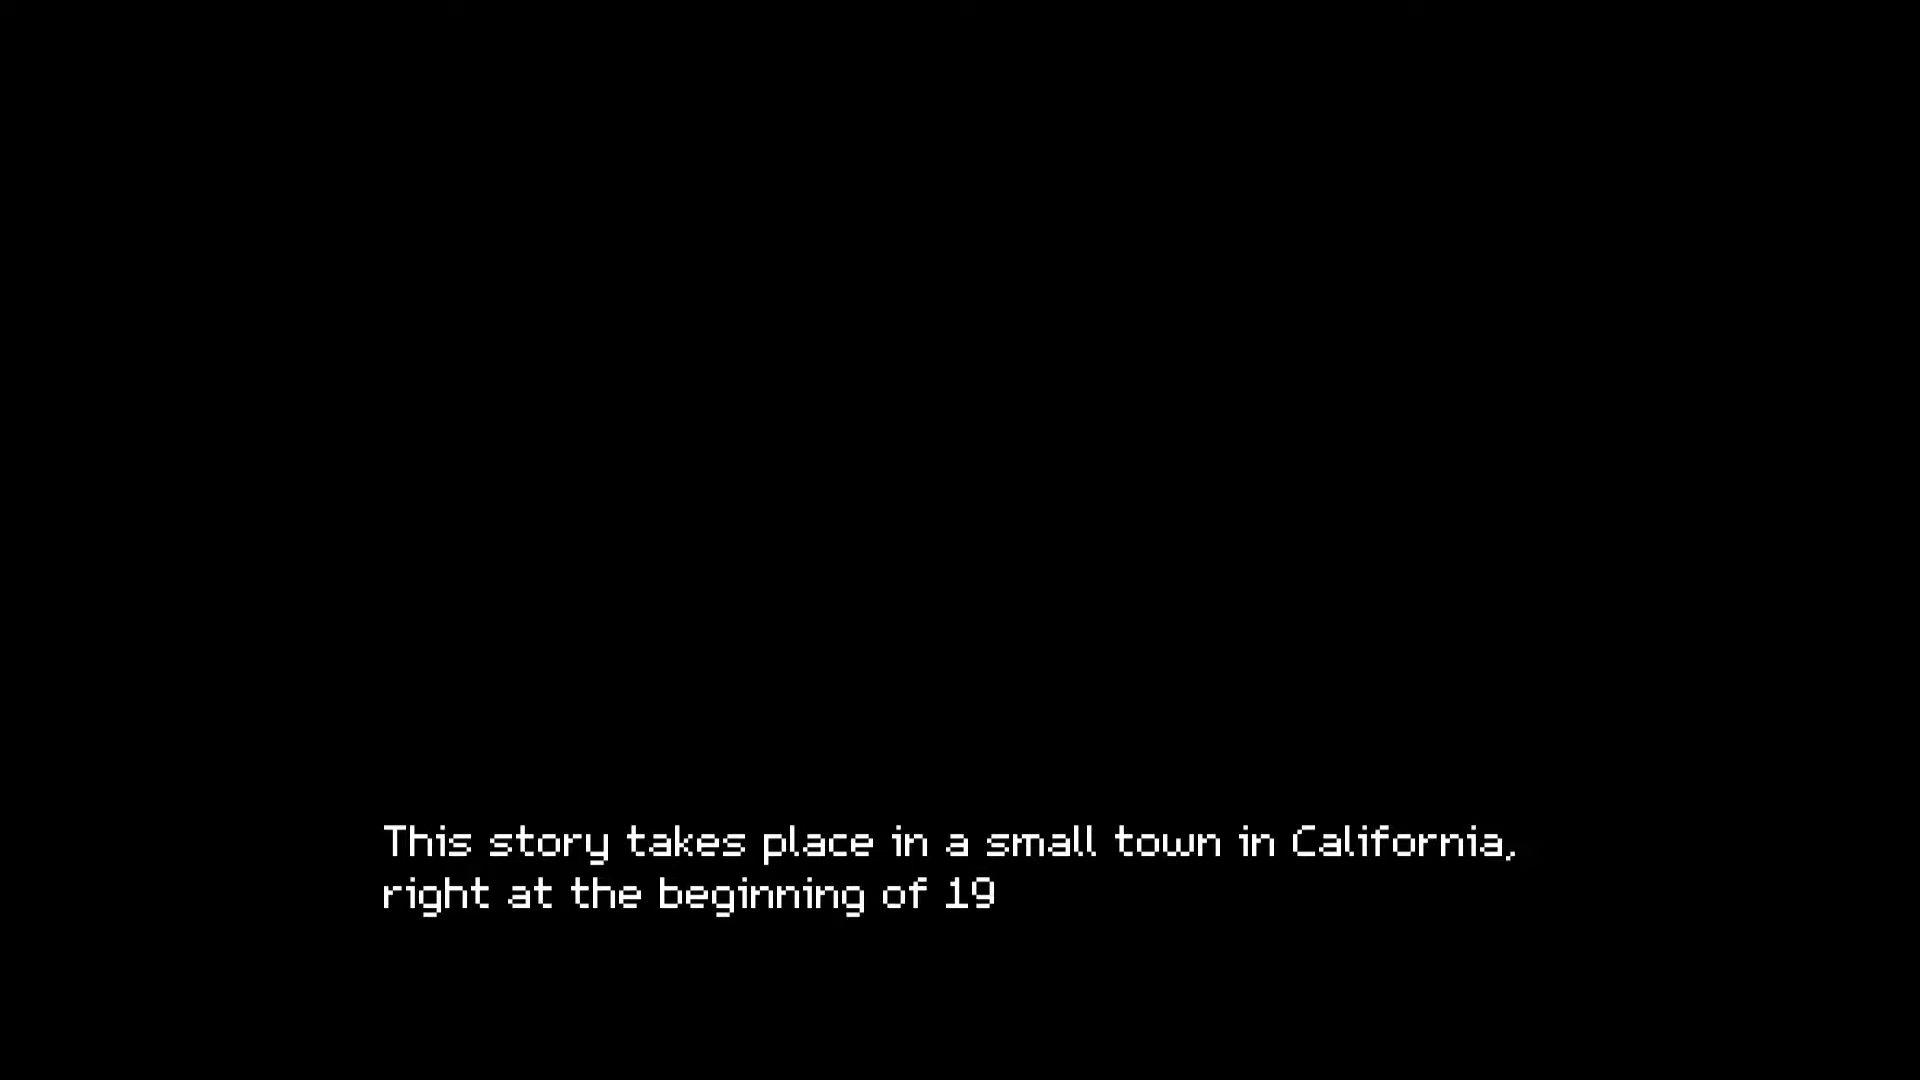 This story takes place in a small town in California,
right at the beginning of 19